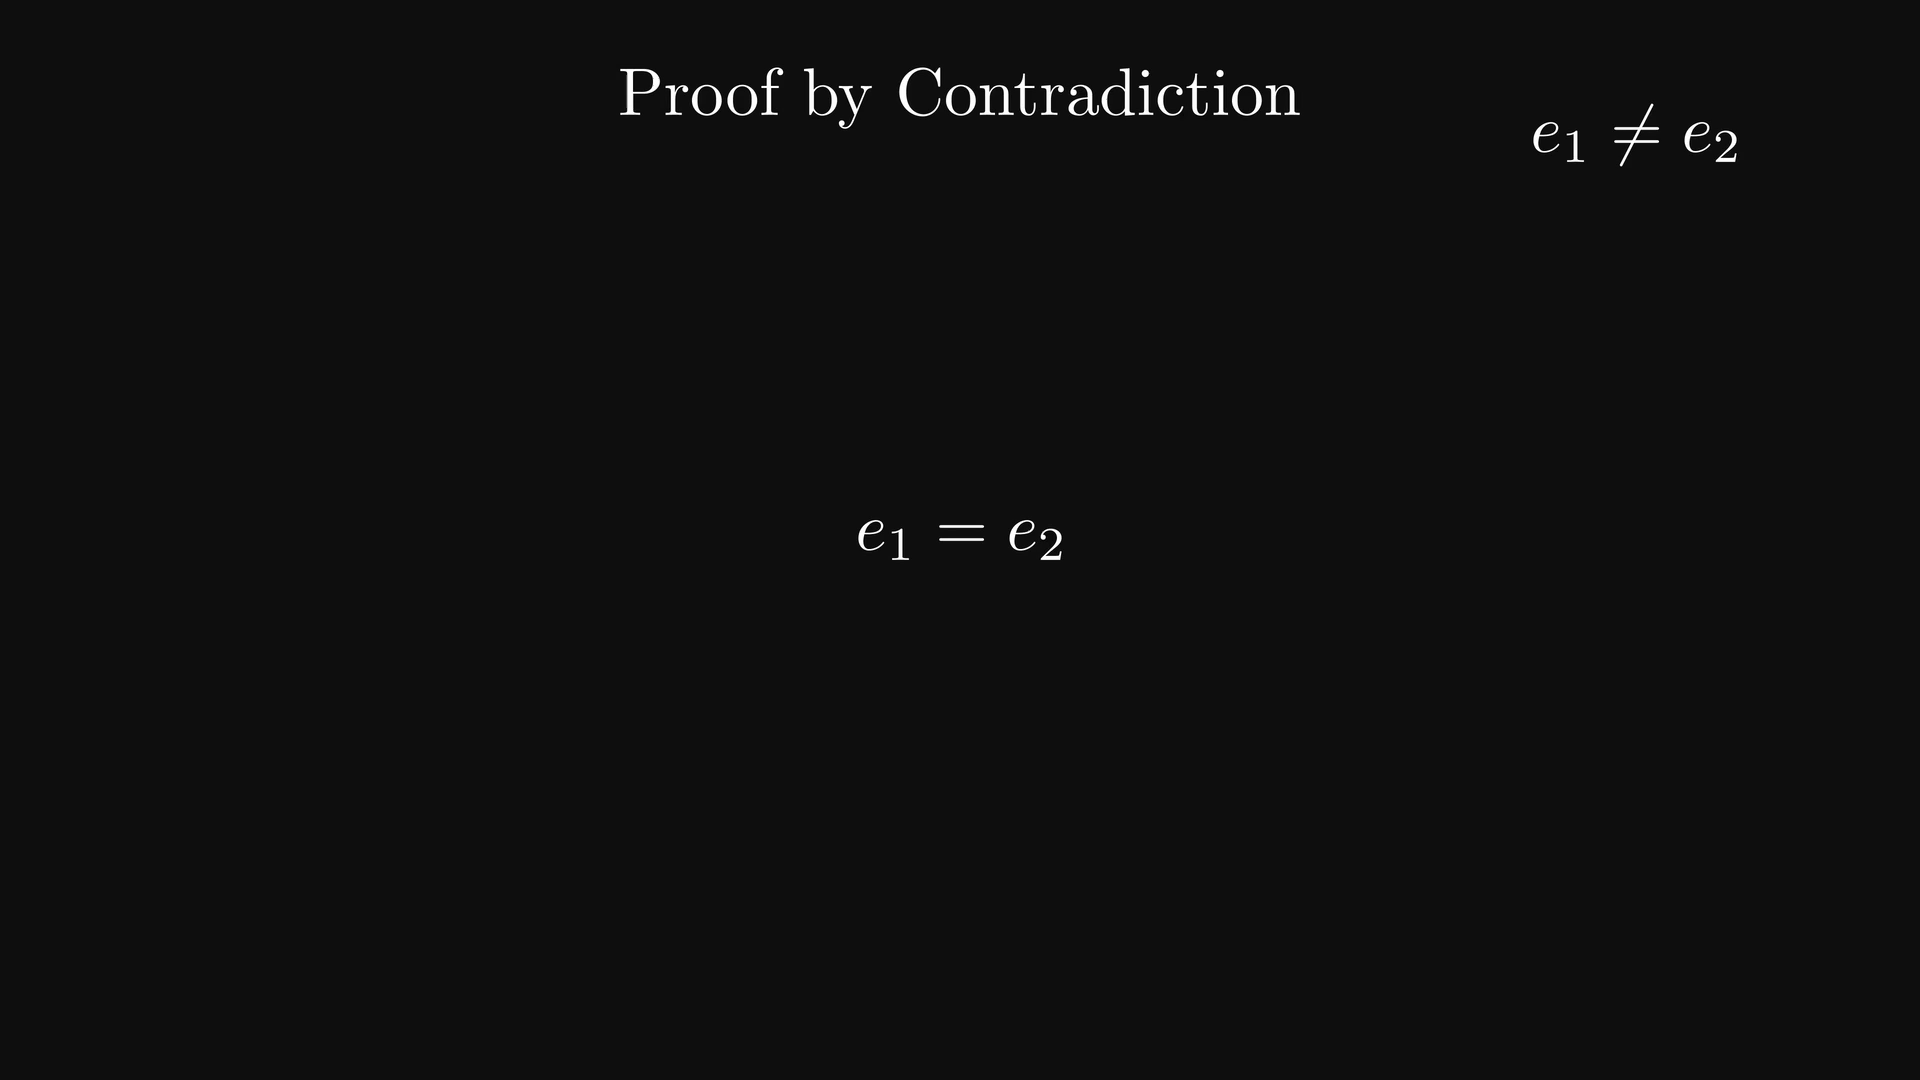 Proof by Contradiction
e₁ ≠ e₂
e₁ = e₂